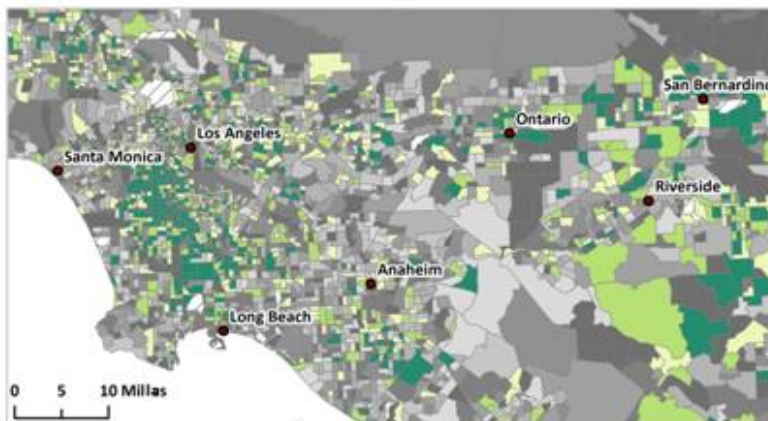 San Bernardino
Ontario
Los Angeles
Santa Monica
Riverside
Anaheim
Long Beach
0 5 10 Millas